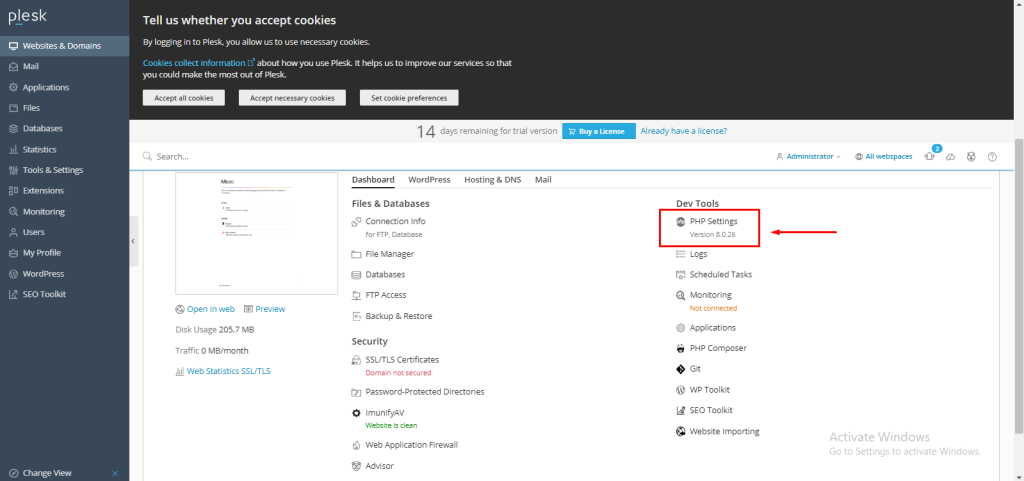 plesk
Websites & Domains
Mail
Applications
Files
Databases
Statistics
Tools & Settings
Extensions
Monitoring
Users
My Profile
WordPress
SEO Toolkit
Change View
Tell us whether you accept cookies
By logging in to Plesk, you allow us to use necessary cookies.
Cookies collect information about how you use Plesk. It helps us to improve our services so that
you could make the most out of Plesk.
Accept all cookies
Accept necessary cookies
Set cookie preferences
14 days remaining for trial version Buy a License Already have a license?
Search...
Administrator
All webspaces
2
Micro
Open in web
Preview
Disk Usage 205.7 MB
Traffic 0 MB/month
Web Statistics SSL/TLS
Dashboard
WordPress
Hosting & DNS
Mail
Files & Databases
Connection Info
for FTP, Database
File Manager
Databases
FTP Access
Backup & Restore
Security
SSL/TLS Certificates
Domain not secured
Password-Protected Directories
ImunifyAV
Website is clean
Web Application Firewall
Advisor
Dev Tools
PHP Settings
Version 8.0.26
Logs
Scheduled Tasks
Monitoring
Not connected
Applications
PHP Composer
Git
WP Toolkit
SEO Toolkit
Website Importing
Activate Windows
Go to Settings to activate Windows.